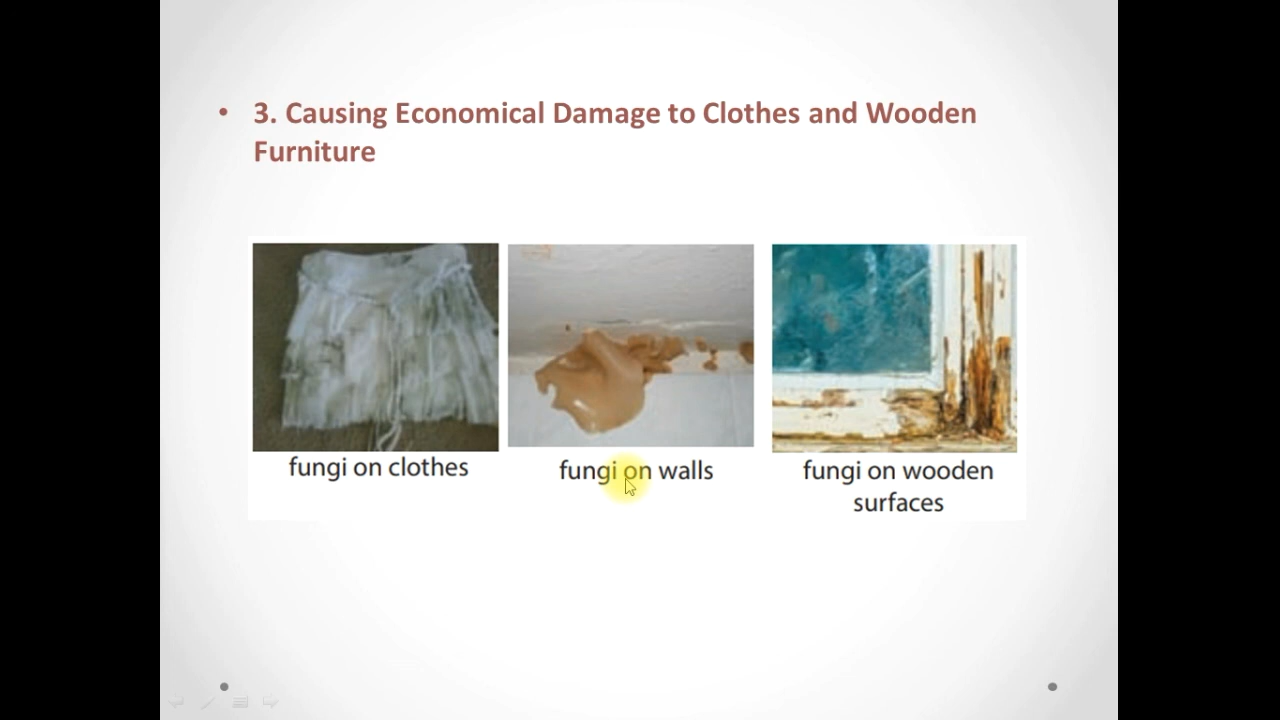 • 3. Causing Economical Damage to Clothes and Wooden
Furniture
fungi on clothes
fungi on walls
fungi on wooden
surfaces